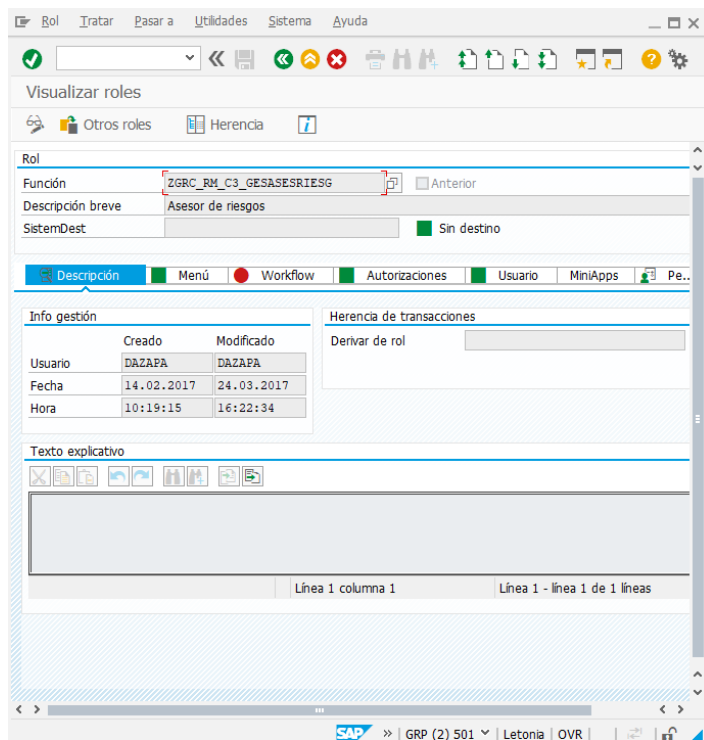 Rol Tratar Pasar a Utilidades Sistema Ayuda
Visualizar roles
Otros roles Herencia i
Rol
Función ZGRC_RM_C3_GESASESRIESG Anterior
Descripción breve Asesor de riesgos
SistemDest Sin destino
Descripción Menú Workflow Autorizaciones Usuario MiniApps Pe..
Info gestión Herencia de transacciones
Creado Modificado Derivar de rol
Usuario DAZAPA DAZAPA
Fecha 14.02.2017 24.03.2017
Hora 10:19:15 16:22:34
Texto explicativo
Línea 1 columna 1 Línea 1 - línea 1 de 1 líneas
SAP » | GRP (2) 501 | Letonia | OVR |